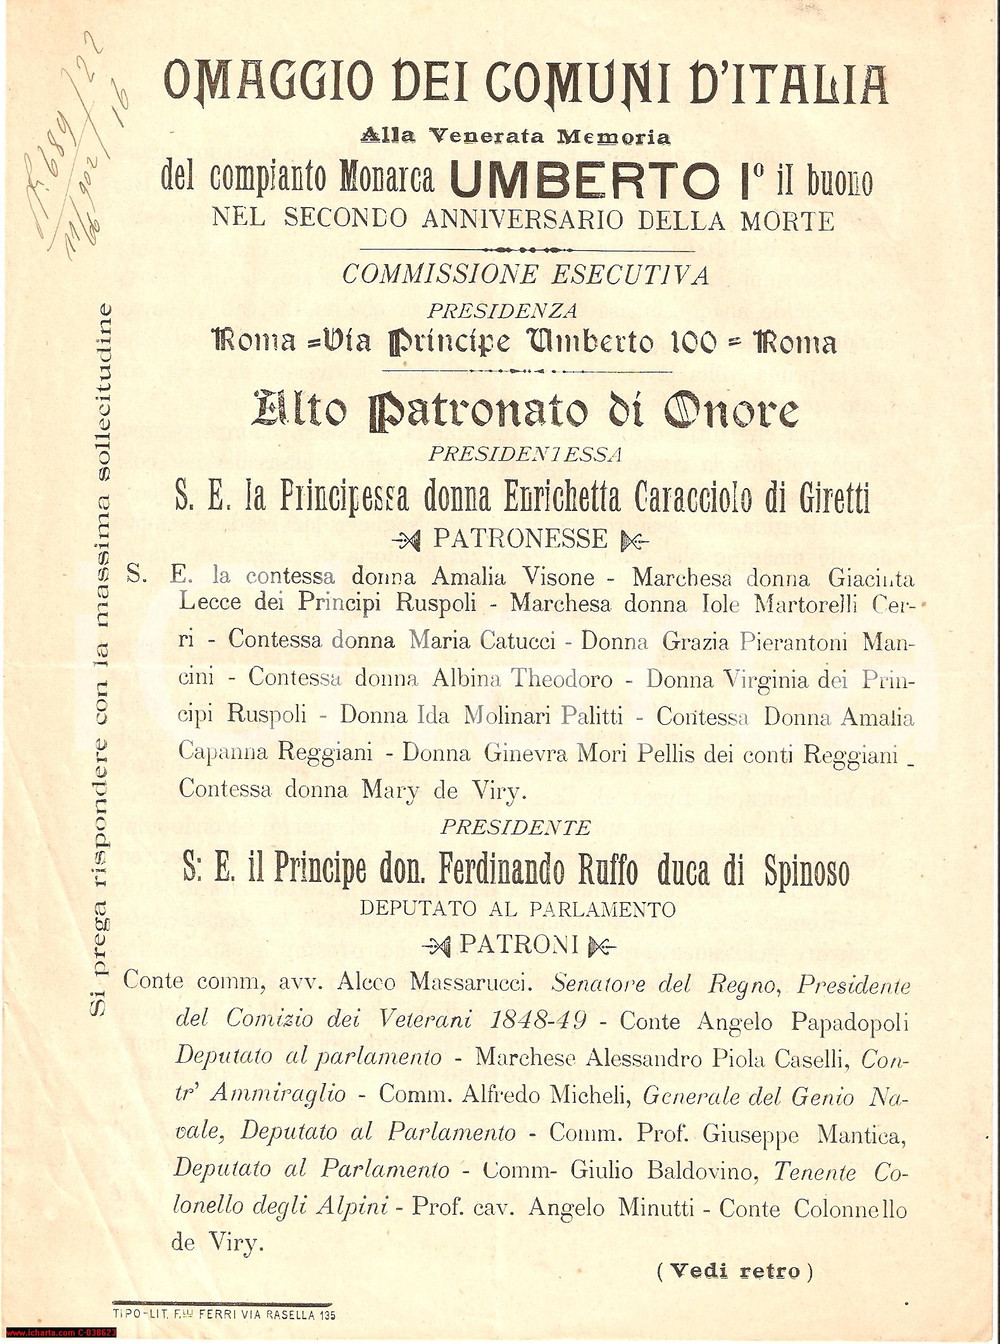 OMAGGIO DEI COMUNI D'ITALIA
Alla Venerata Memoria
del compianto Monarca UMBERTO Iº il buono
NEL SECONDO ANNIVERSARIO DELLA MORTE
COMMISSIONE ESECUTIVA
PRESIDENZA
Roma = Via Principe Umberto 100 = Roma
Alto Patronato di Onore
PRESIDENTESSA
S. E. la Principessa donna Enrichetta Caracciolo di Giretti
PATRONESSE
S. E. la contessa donna Amalia Visone - Marchesa donna Giacinta
Lecce dei Principi Ruspoli - Marchesa donna Iole Martorelli Cer-
ri - Contessa donna Maria Catucci - Donna Grazia Pierantoni Man-
cini - Contessa donna Albina Theodoro - Donna Virginia dei Prin-
cipi Ruspoli - Donna Ida Molinari Palitti - Contessa Donna Amalia
Capanna Reggiani - Donna Ginevra Mori Pellis dei conti Reggiani _
Contessa donna Mary de Viry.
PRESIDENTE
S: E. il Principe don. Ferdinando Ruffo duca di Spinoso
DEPUTATO AL PARLAMENTO
PATRONI
Conte comm, avv. Alceo Massarucci. Senatore del Regno, Presidente
del Comizio dei Veterani 1848-49 - Conte Angelo Papadopoli
Deputato al parlamento - Marchese Alessandro Piola Caselli, Con-
tr' Ammiraglio - Comm. Alfredo Micheli, Generale del Genio Na-
vale, Deputato al Parlamento - Comm. Prof. Giuseppe Mantica,
Deputato al Parlamento - Comm- Giulio Baldovino, Tenente Co-
lonello degli Alpini - Prof. cav. Angelo Minutti - Conte Colonnello
de Viry.
(Vedi retro)
TIPO-LIT. F.lli FERRI VIA RASELLA 135
Si prega rispondere con la massima sollecitudine
689/22
16
www.icharta.com C-038623